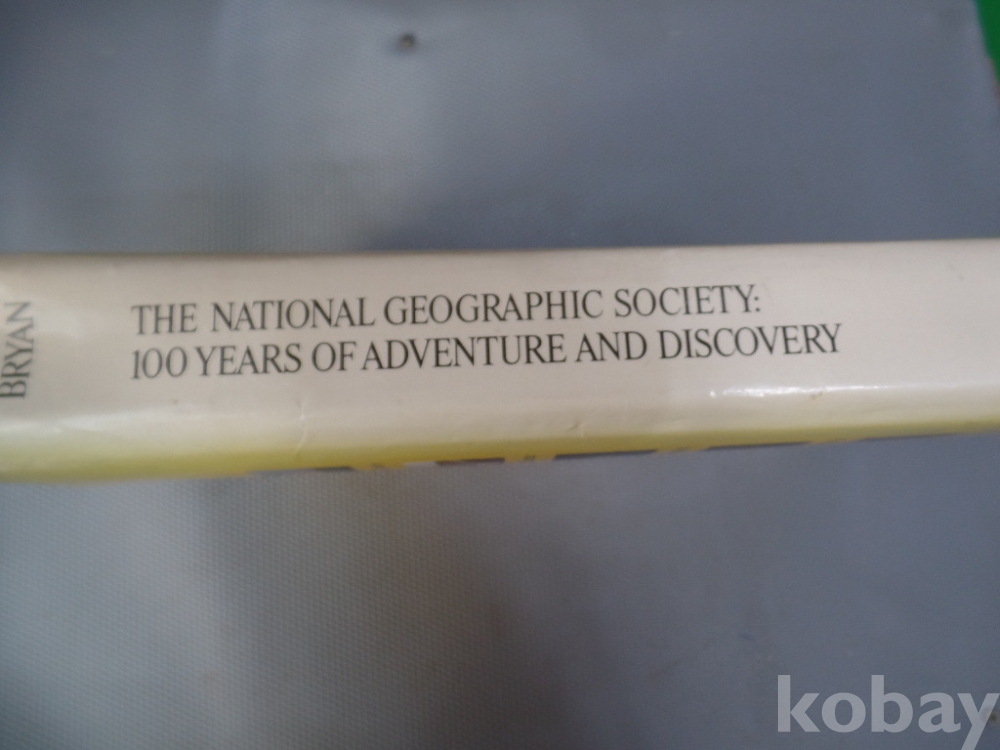 BRYAN
THE NATIONAL GEOGRAPHIC SOCIETY:
100 YEARS OF ADVENTURE AND DISCOVERY
kobay